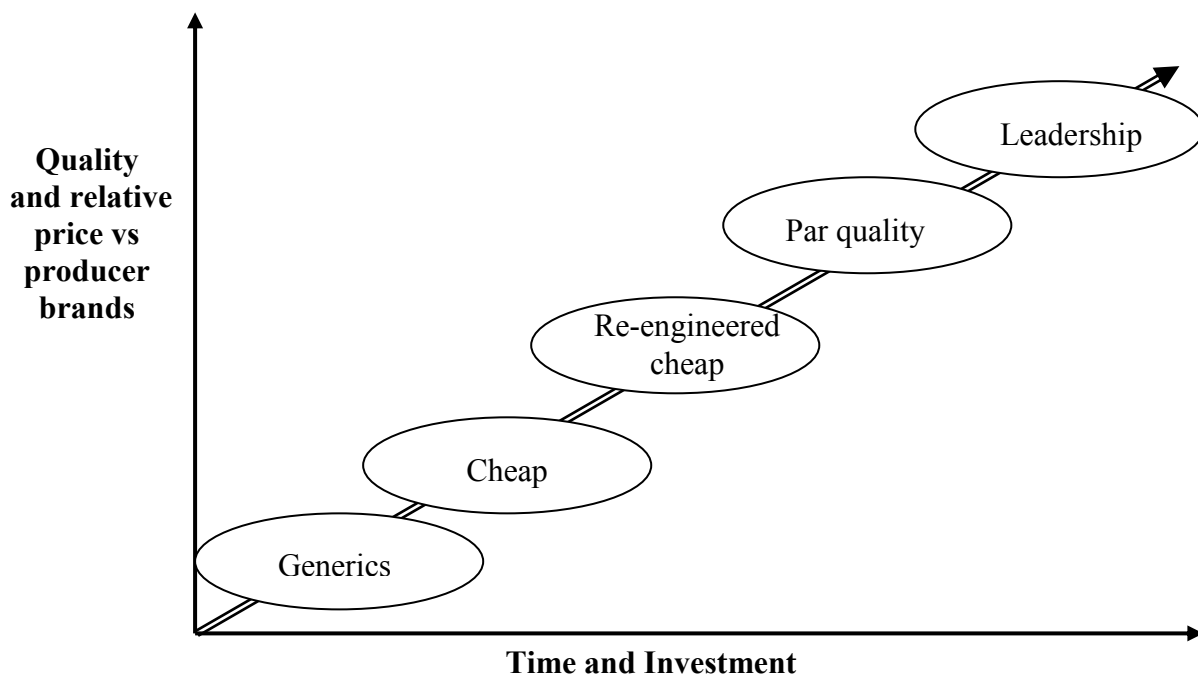 Leadership
Quality
and relative
price vs
producer
brands
Par quality
Re-engineered
cheap
Cheap
Generics
Time and Investment